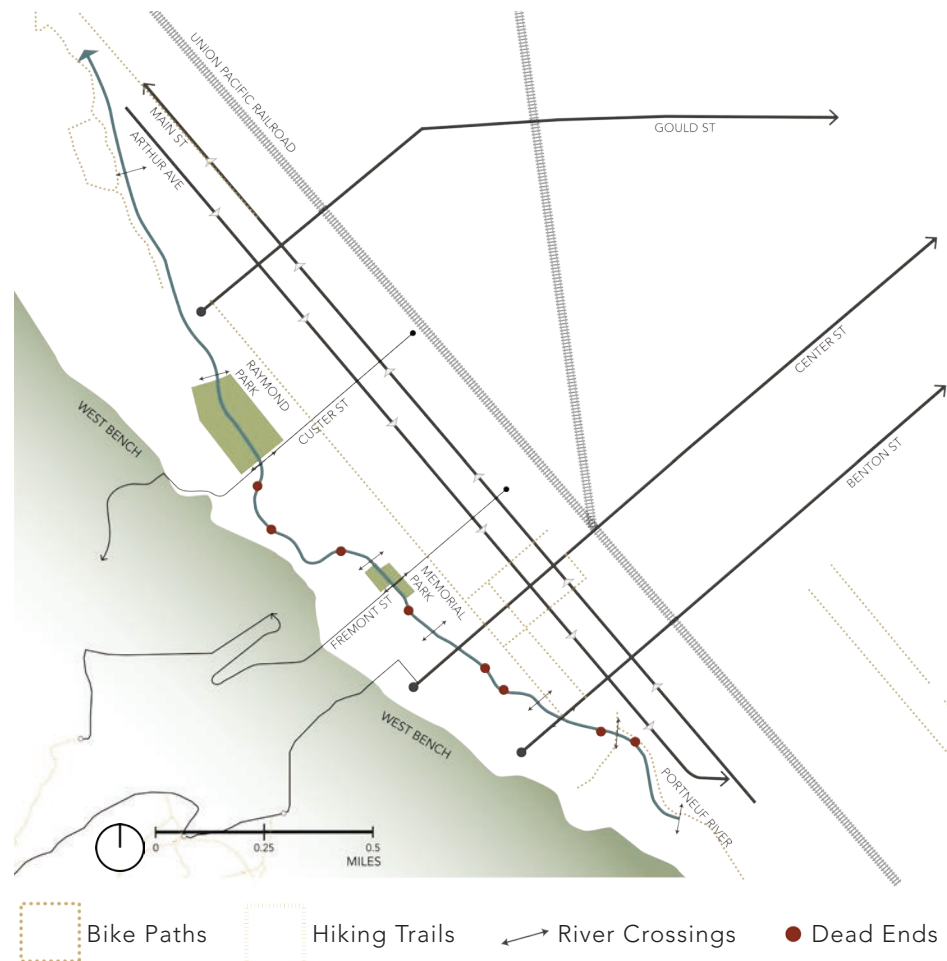 UNION PACIFIC RAILROAD
MAIN ST
ARTHUR AVE
GOULD ST
RAYMOND
PARK
CUSTER ST
WEST BENCH
CENTER ST
BENTON ST
MEMORIAL
PARK
FREMONT ST
WEST BENCH
PORTNEUF RIVER
0
0.25
0.5
MILES
Bike Paths
Hiking Trails
River Crossings
Dead Ends